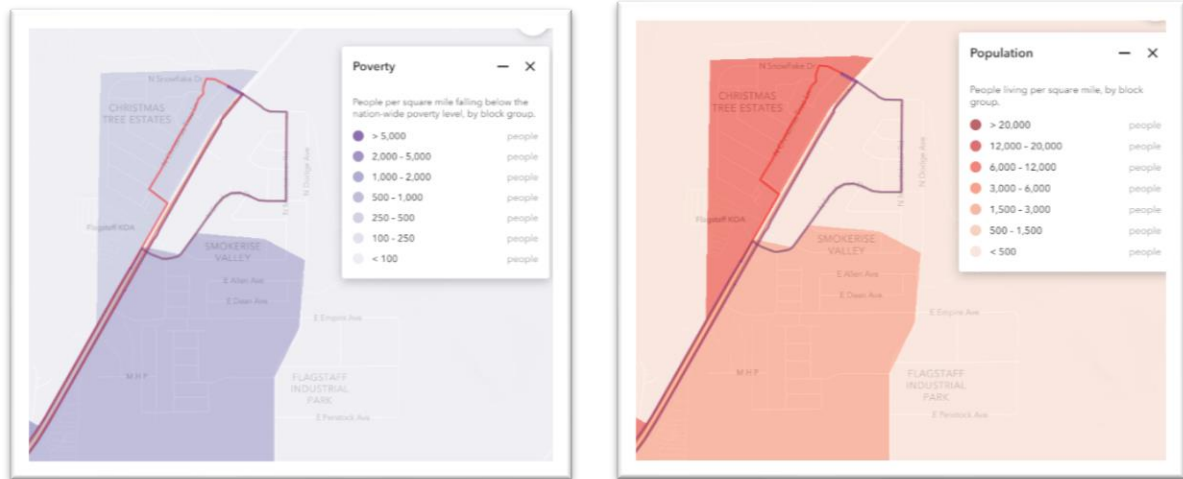 Poverty
People per square mile falling below the
nation-wide poverty level, by block group.
> 5,000 people
2,000 - 5,000 people
1,000 - 2,000 people
500 - 1,000 people
250 - 500 people
100 - 250 people
< 100 people
N Snowflake Dr
CHRISTMAS
TREE ESTATES
N Dodge Ave
Flagstaff KOA
SMOKERISE
VALLEY
E Allen Ave
E Dean Ave
E Empire Ave
M H P
FLAGSTAFF
INDUSTRIAL
PARK
E Penstock Ave
Population
People living per square mile, by block
group.
> 20,000 people
12,000 - 20,000 people
6,000 - 12,000 people
3,000 - 6,000 people
1,500 - 3,000 people
500 - 1,500 people
< 500 people
N Snowflake Dr
CHRISTMAS
TREE ESTATES
N Dodge Ave
Flagstaff KOA
SMOKERISE
VALLEY
E Allen Ave
E Dean Ave
E Empire Ave
M H P
FLAGSTAFF
INDUSTRIAL
PARK
E Penstock Ave